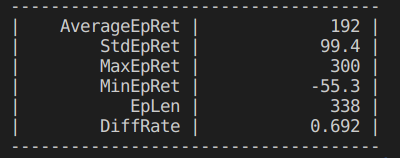 ---------------------------------------
|    AverageEpRet |             192 |
|        StdEpRet |            99.4 |
|        MaxEpRet |             300 |
|        MinEpRet |           -55.3 |
|           EpLen |             338 |
|        DiffRate |           0.692 |
---------------------------------------